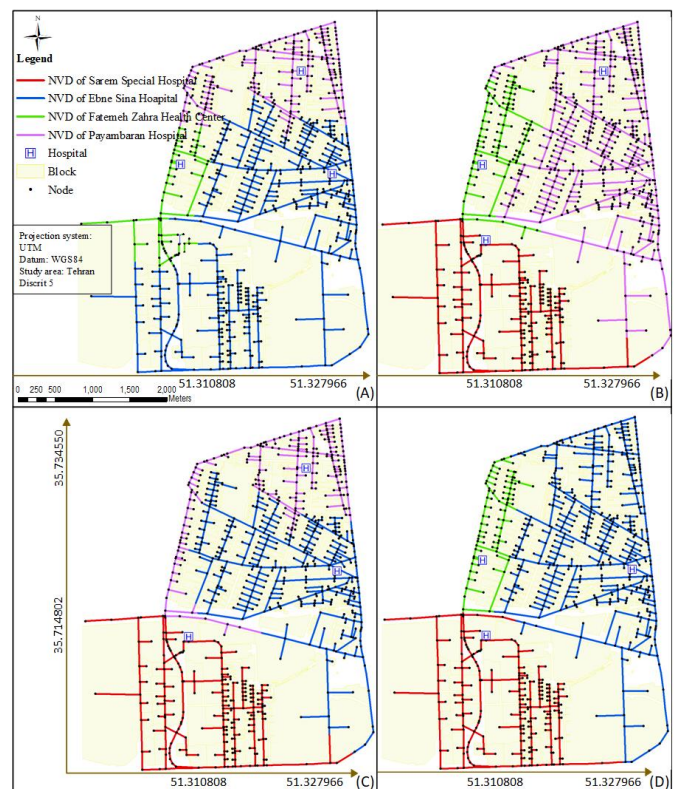 N
Legend
NVD of Sarem Special Hospital
NVD of Ebne Sina Hoapital
NVD of Fatemeh Zahra Health Center
NVD of Payambaran Hospital
H Hospital
Block
Node
Projection system:
UTM
Datum: WGS84
Study area: Tehran
Discrit 5
H
H
H
51.310808
51.327966
(A)
0 250 500 1,000 1,500 2,000
Meters
H
H
H
51.310808
51.327966
(B)
35.734550
35.714802
H
H
H
51.310808
51.327966
(C)
H
H
H
51.310808
51.327966
(D)